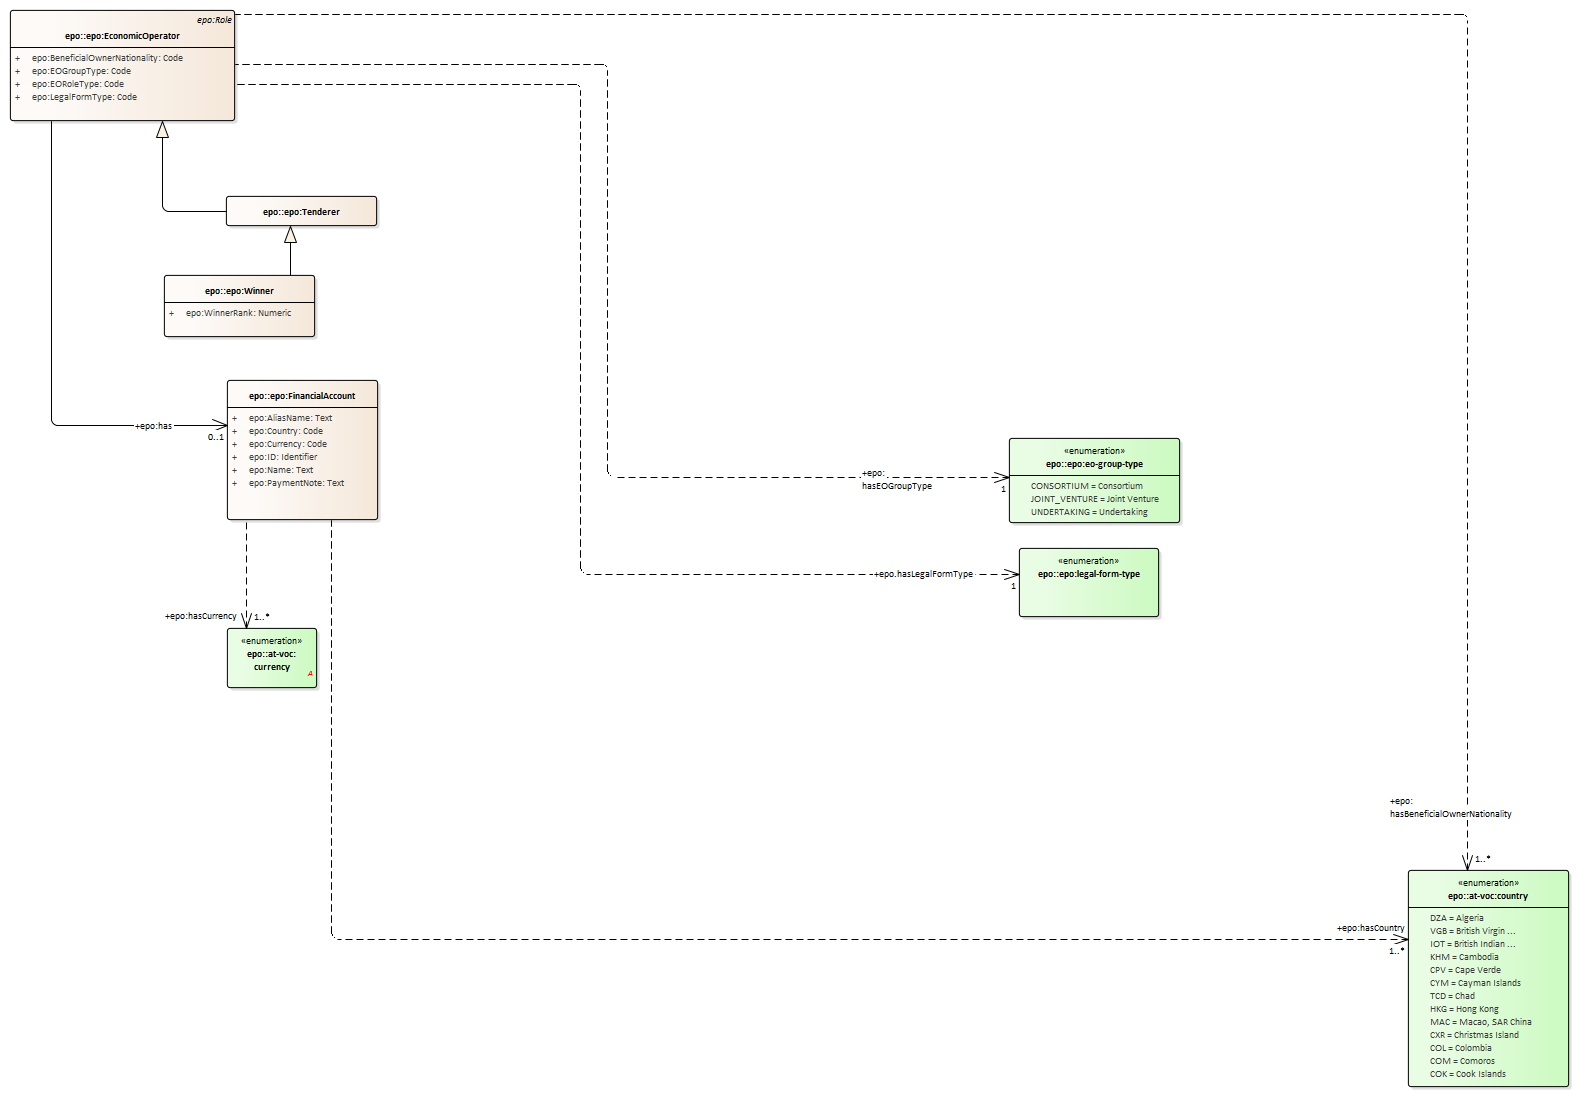 epo:Role
epo::epo:EconomicOperator
+ epo:BeneficialOwnerNationality: Code
+ epo:EOGroupType: Code
+ epo:EORoleType: Code
+ epo:LegalFormType: Code
epo::epo:Tenderer
epo::epo:Winner
+ epo:WinnerRank: Numeric
epo::epo:FinancialAccount
+ epo:AliasName: Text
+ epo:Country: Code
+ epo:Currency: Code
+ epo:ID: Identifier
+ epo:Name: Text
+ epo:PaymentNote: Text
+epo:has
0..1
«enumeration»
epo::epo:eo-group-type
CONSORTIUM = Consortium
JOINT_VENTURE = Joint Venture
UNDERTAKING = Undertaking
+epo:
hasEOGroupType
1
«enumeration»
epo::epo:legal-form-type
+epo.hasLegalFormType
1
+epo:hasCurrency
1..*
«enumeration»
epo::at-voc:
currency
A
+epo:
hasBeneficialOwnerNationality
1..*
+epo:hasCountry
1..*
«enumeration»
epo::at-voc:country
DZA = Algeria
VGB = British Virgin ...
IOT = British Indian ...
KHM = Cambodia
CPV = Cape Verde
CYM = Cayman Islands
TCD = Chad
HKG = Hong Kong
MAC = Macao, SAR China
CXR = Christmas Island
COL = Colombia
COM = Comoros
COK = Cook Islands